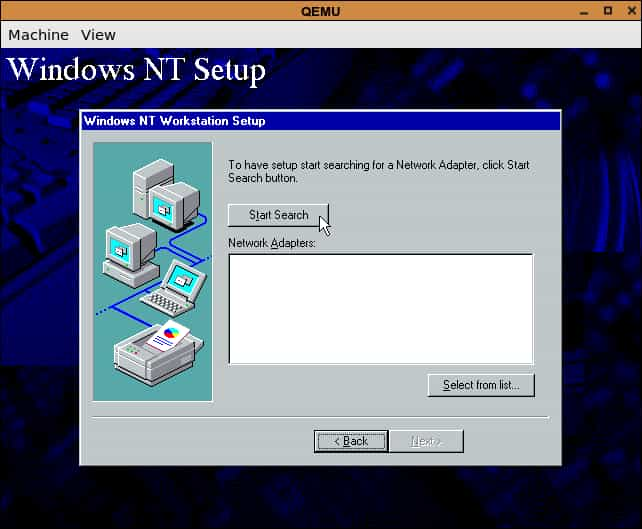 QEMU
Machine View
Windows NT Setup
Windows NT Workstation Setup
To have setup start searching for a Network Adapter, click Start
Search button.
Start Search
Network Adapters:
Select from list...
< Back
Next >